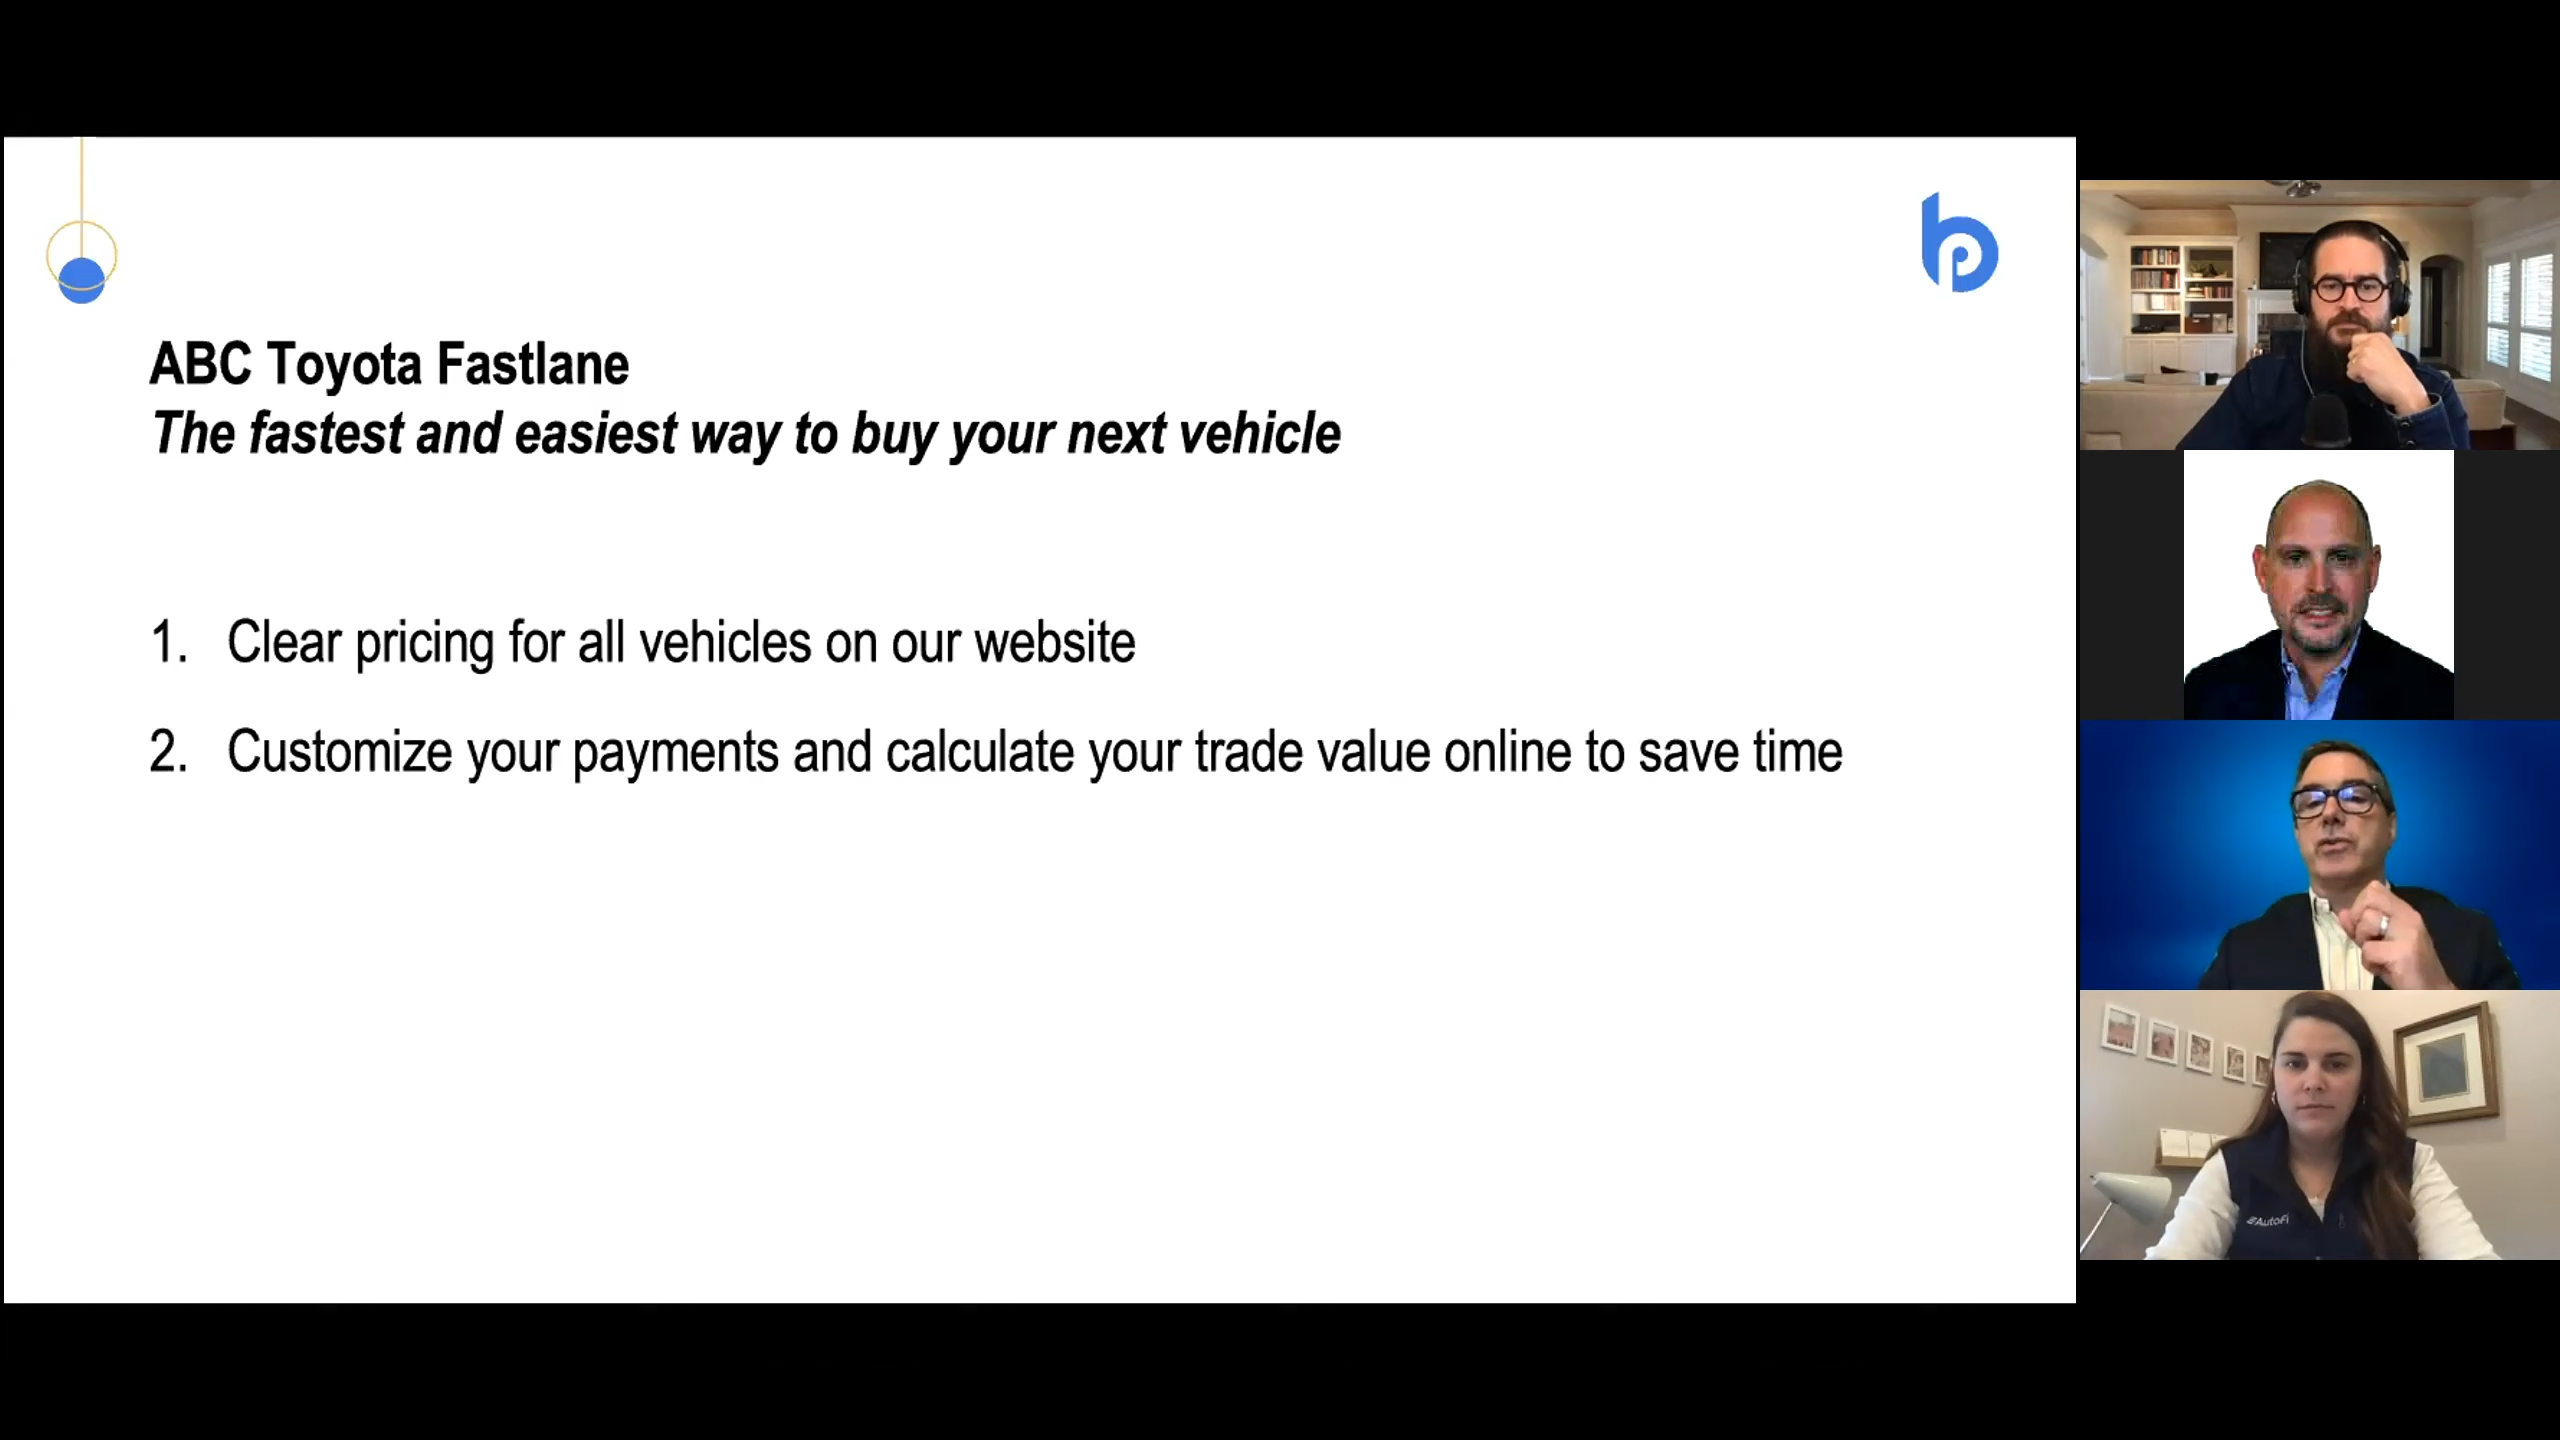 ABC Toyota Fastlane
The fastest and easiest way to buy your next vehicle
1. Clear pricing for all vehicles on our website
2. Customize your payments and calculate your trade value online to save time
AutoFi